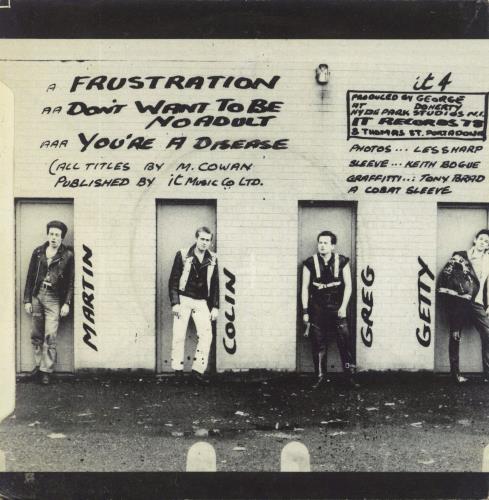 A FRUSTRATION
AA DON'T WANT TO BE
NO ADULT
AAA YOU'RE A DISEASE
(ALL TITLES BY M. COWAN
PUBLISHED BY iT MUSIC CO LTD.
it 4
PRODUCED BY GEORGE
AT DOHERTY
HYDE PARK STUDIOS N.I.
IT RECORDS 78
8 THOMAS ST. PORTADOWN
PHOTOS ... LES SHARP
SLEEVE ... KEITH BOGUE
GRAFFITTI ..: TONY BRAD
A COBAT SLEEVE
MARTIN
COLIN
GREG
GETTY